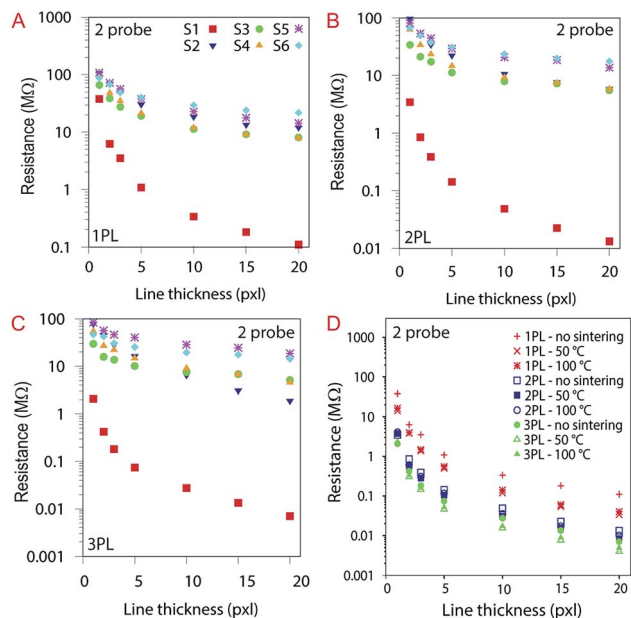 A
2 probe
S1 S3 S5
S2 S4 S6
Resistance (MΩ)
1000
100
10
1
0.1
1PL
0 5 10 15 20
Line thickness (pxl)
B
2 probe
Resistance (MΩ)
100
10
1
0.1
0.01
2PL
0 5 10 15 20
Line thickness (pxl)
C
2 probe
Resistance (MΩ)
100
10
1
0.1
0.01
0.001
3PL
0 5 10 15 20
Line thickness (pxl)
D
2 probe
1PL - no sintering
1PL - 50 °C
1PL - 100 °C
2PL - no sintering
2PL - 50 °C
2PL - 100 °C
3PL - no sintering
3PL - 50 °C
3PL - 100 °C
Resistance (MΩ)
1000
100
10
1
0.1
0.01
0.001
0 5 10 15 20
Line thickness (pxl)